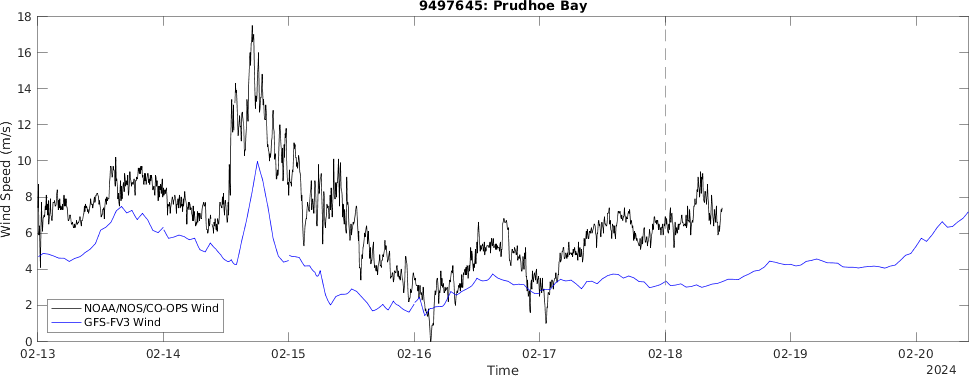 9497645: Prudhoe Bay
18
16
14
12
10
8
6
4
2
0
Wind Speed (m/s)
NOAA/NOS/CO-OPS Wind
GFS-FV3 Wind
02-13 02-14 02-15 02-16 02-17 02-18 02-19 02-20
Time
2024